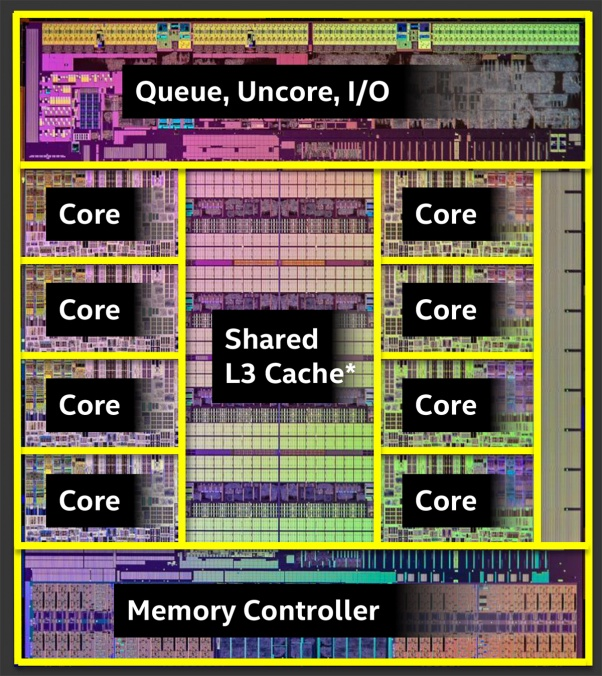 Queue, Uncore, I/O
Core
Core
Core
Core
Shared
L3 Cache*
Core
Core
Core
Core
Memory Controller